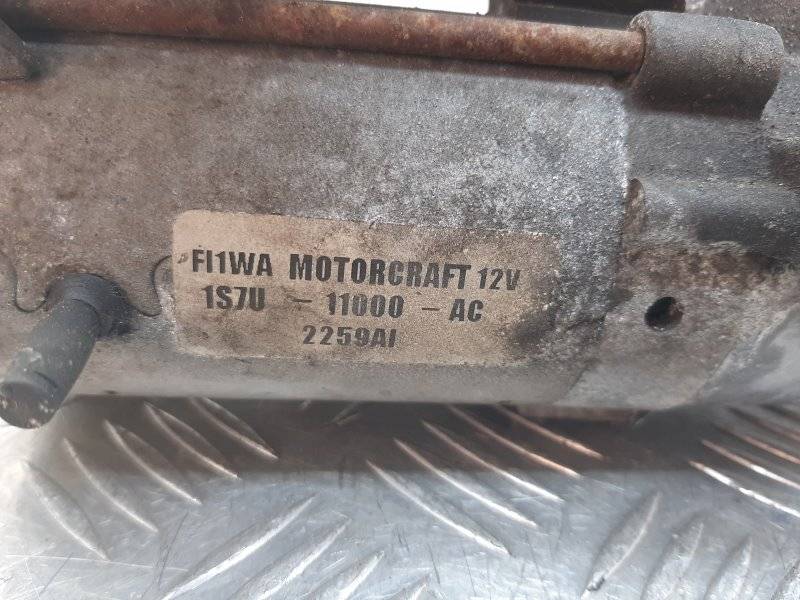 FI1WA MOTORCRAFT 12V
1S7U - 11000 - AC
2259AI